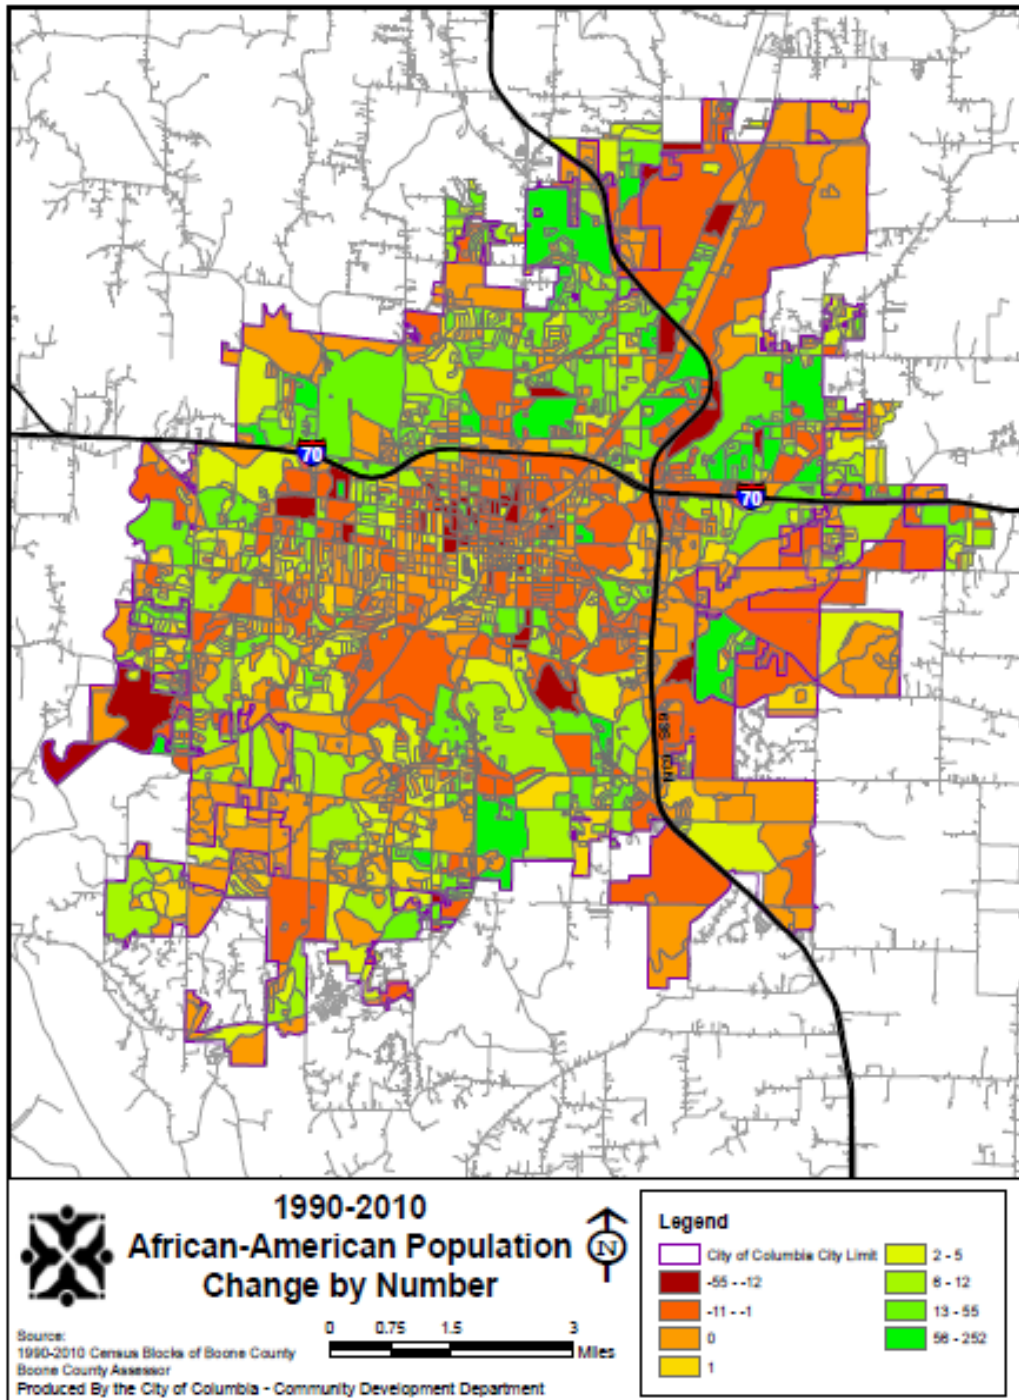 70
70
1990-2010
African-American Population
Change by Number
N
0 0.75 1.5 3
Miles
Source:
1990-2010 Census Blocks of Boone County
Boone County Assessor
Produced By the City of Columbia - Community Development Department
Legend
City of Columbia City Limit
-55 - -12
-11 - -1
0
1
2 - 5
6 - 12
13 - 55
56 - 252